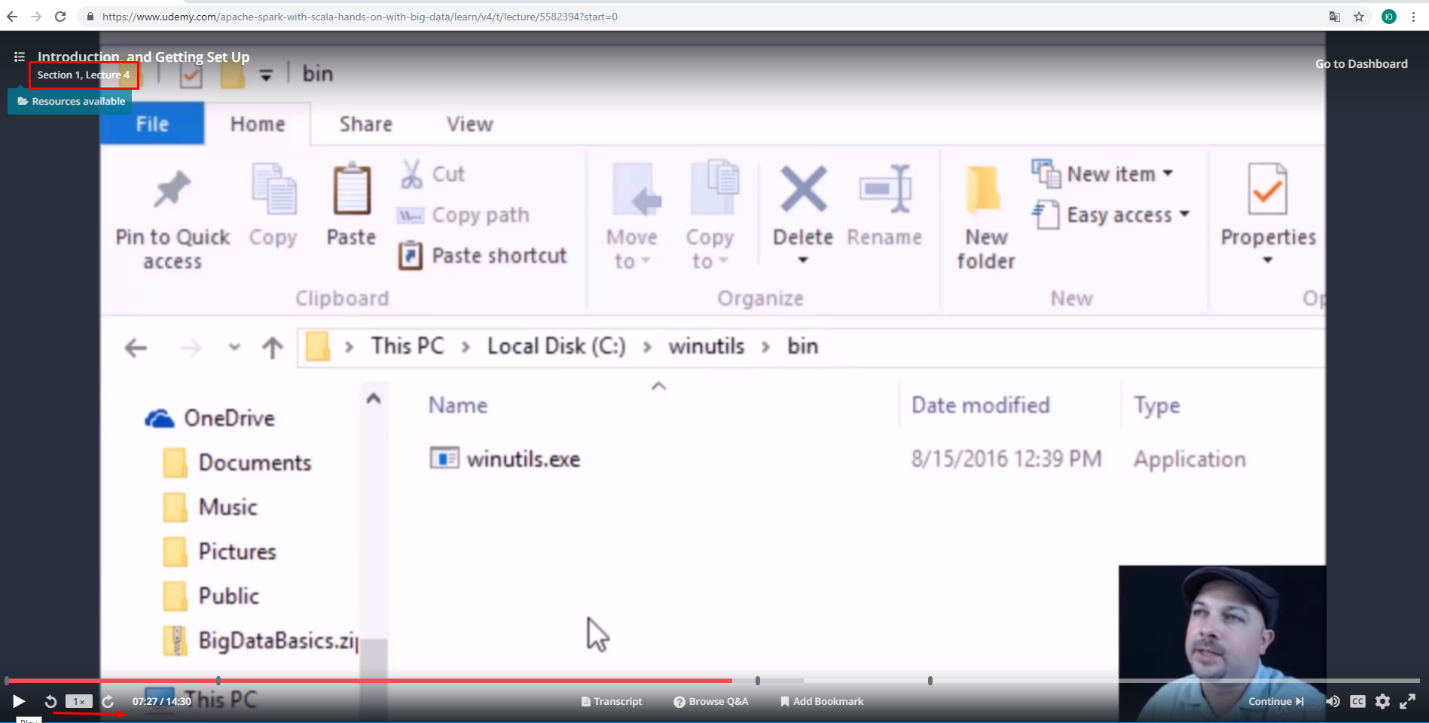 https://www.udemy.com/apache-spark-with-scala-hands-on-with-big-data/learn/v4/t/lecture/5582394?start=0
Ю
Introduction, and Getting Set Up
Section 1, Lecture 4
Go to Dashboard
bin
Resources available
File Home Share View
Cut
Copy path
Paste shortcut
Pin to Quick access
Copy
Paste
Move to
Copy to
Delete
Rename
New folder
New item
Easy access
Properties
Clipboard
Organize
New
This PC > Local Disk (C:) > winutils > bin
Name Date modified Type
winutils.exe 8/15/2016 12:39 PM Application
OneDrive
Documents
Music
Pictures
Public
BigDataBasics.zip
This PC
1x
07:27 / 14:30
Transcript
Browse Q&A
Add Bookmark
Continue
CC